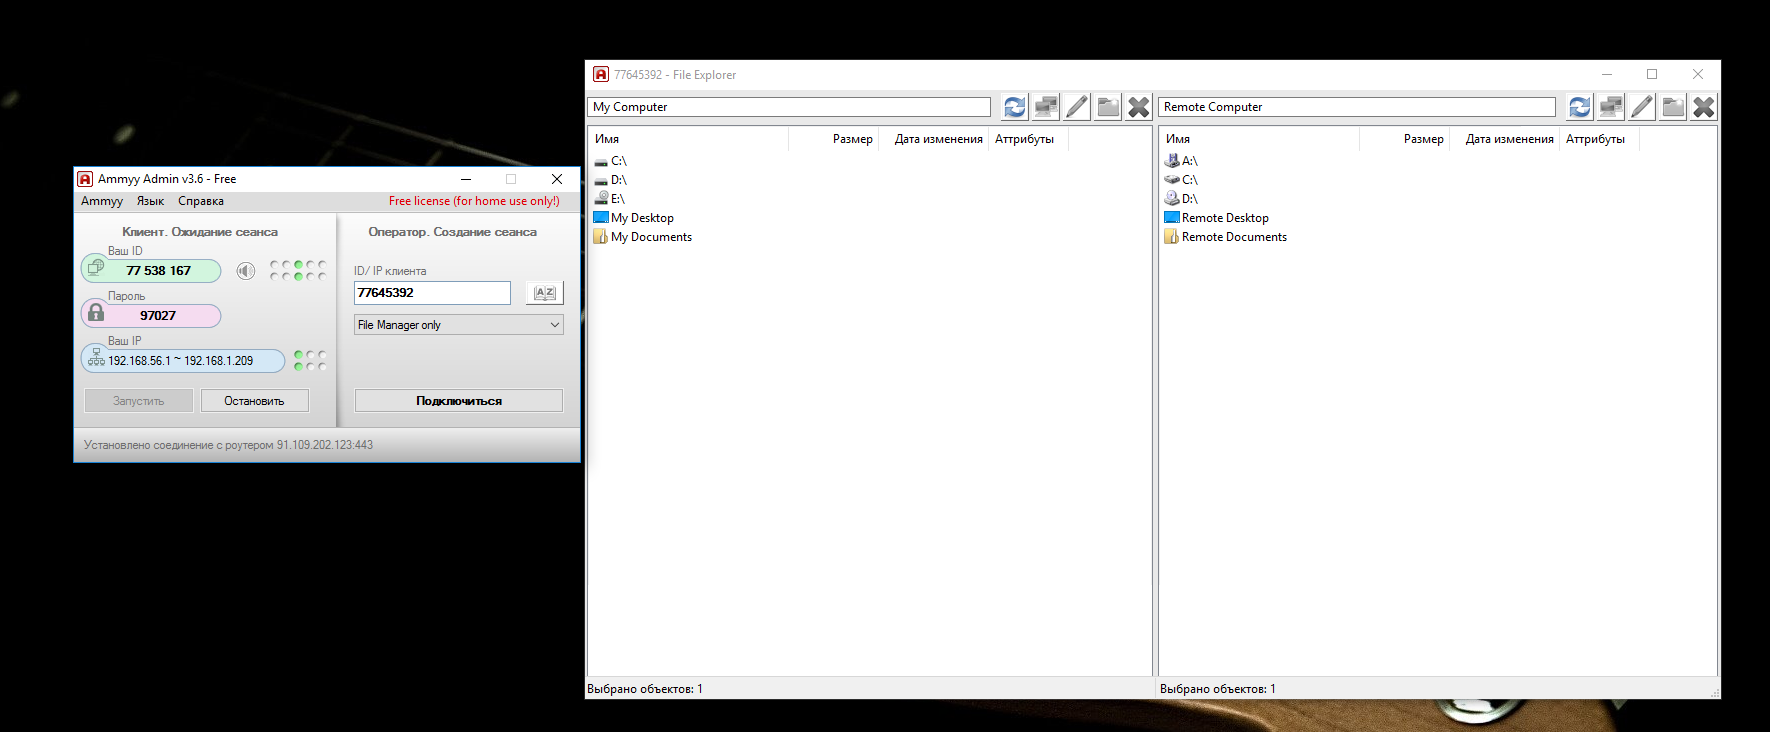 Ammyy Admin v3.6 - Free
Ammyy Язык Справка Free license (for home use only!)
Клиент. Ожидание сеанса
Ваш ID
77 538 167
Пароль
97027
Ваш IP
192.168.56.1 ~ 192.168.1.209
Запустить Остановить
Оператор. Создание сеанса
ID/ IP клиента
77645392
AZ
File Manager only
Подключиться
Установлено соединение с роутером 91.109.202.123:443
77645392 - File Explorer
My Computer
Имя Размер Дата изменения Аттрибуты
C:\
D:\
E:\
My Desktop
My Documents
Выбрано объектов: 1
Remote Computer
Имя Размер Дата изменения Аттрибуты
A:\
C:\
D:\
Remote Desktop
Remote Documents
Выбрано объектов: 1